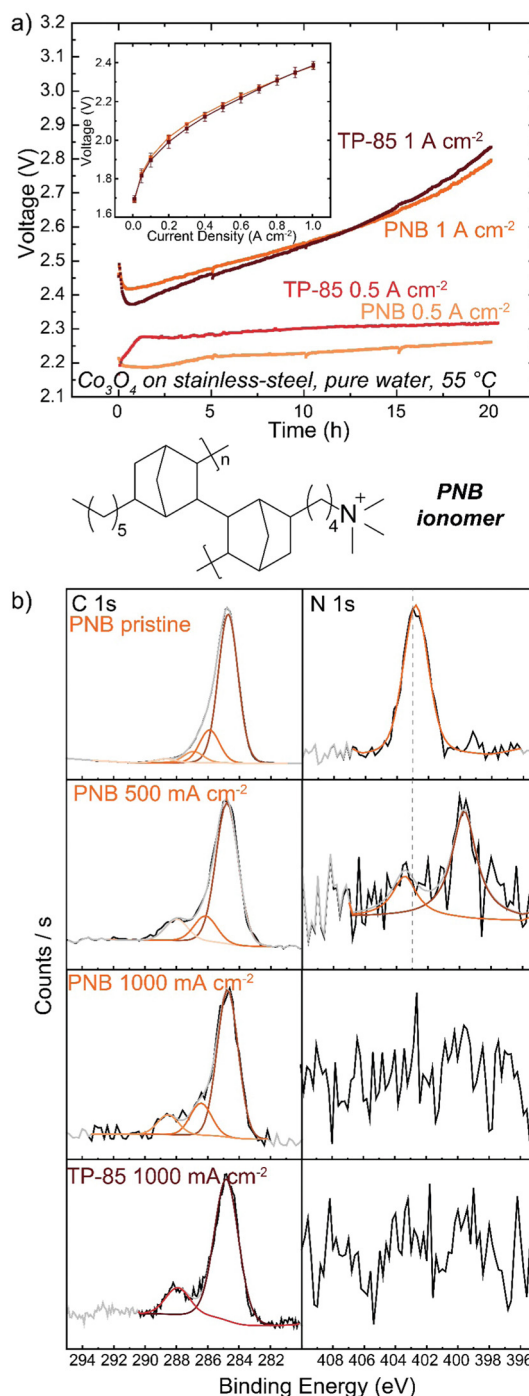 a)
3.2
3.1
3.0
2.9
2.8
2.7
2.6
2.5
2.4
2.3
2.2
2.1
Voltage (V)
2.4
2.2
2.0
1.8
1.6
Voltage (V)
0.0 0.2 0.4 0.6 0.8 1.0
Current Density (A cm⁻²)
TP-85 1 A cm⁻²
PNB 1 A cm⁻²
TP-85 0.5 A cm⁻²
PNB 0.5 A cm⁻²
Co₃O₄ on stainless-steel, pure water, 55 °C
0 5 10 15 20
Time (h)
n
5
4
N+
PNB
ionomer
b)
C 1s
N 1s
PNB pristine
PNB 500 mA cm⁻²
PNB 1000 mA cm⁻²
TP-85 1000 mA cm⁻²
Counts / s
294 292 290 288 286 284 282
408 406 404 402 400 398 396
Binding Energy (eV)